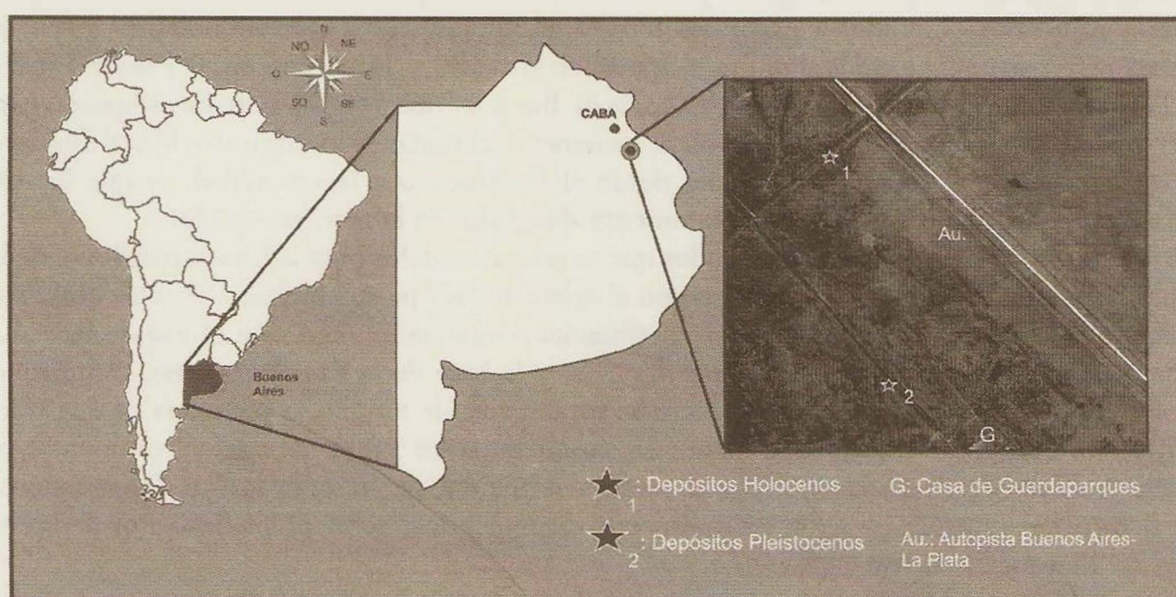 N
NO NE
O E
SO SE
S
CABA
Buenos
Aires
1
Au.
2
G
1: Depósitos Holocenos
G: Casa de Guardaparques
2: Depósitos Pleistocenos
Au.: Autopista Buenos Aires-
La Plata